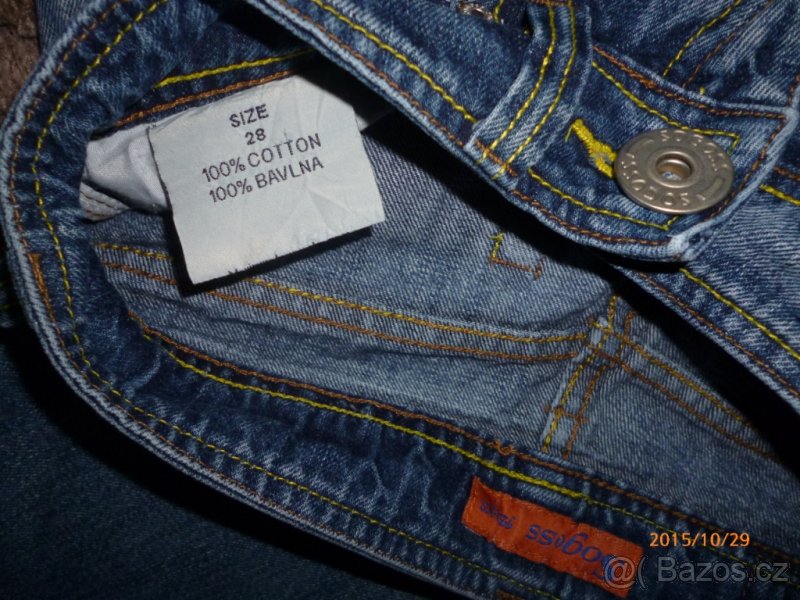 SIZE
28
100% COTTON
100% BAVLNA
2015/10/29
@( Bazos.cz